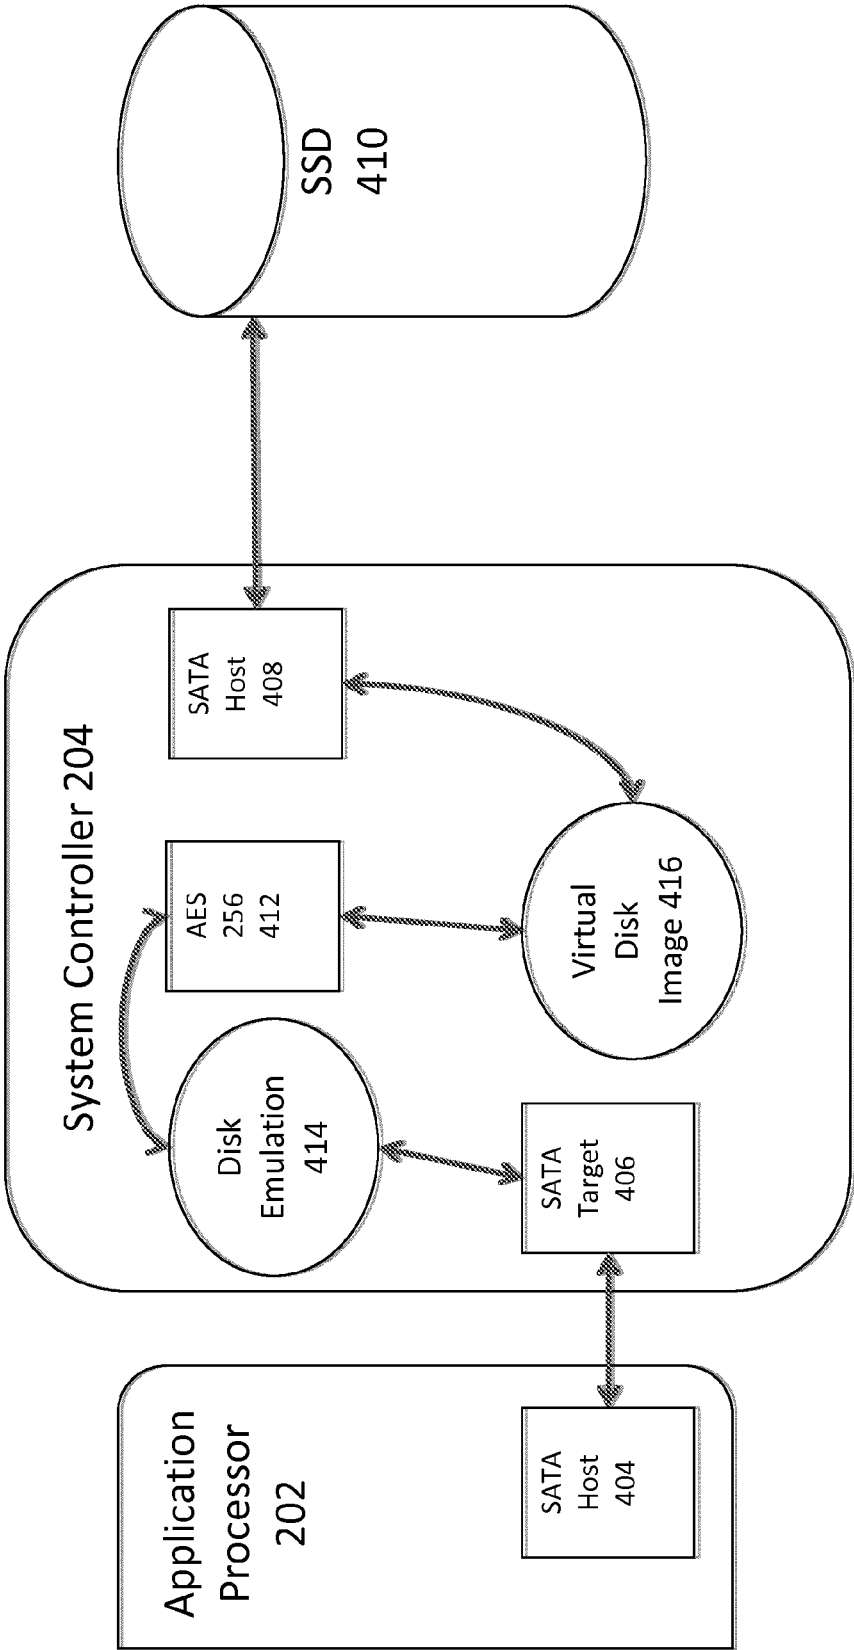 Application
Processor
202
SATA
Host
404
System Controller 204
Disk
Emulation
414
SATA
Target
406
AES
256
412
Virtual
Disk
Image 416
SATA
Host
408
SSD
410